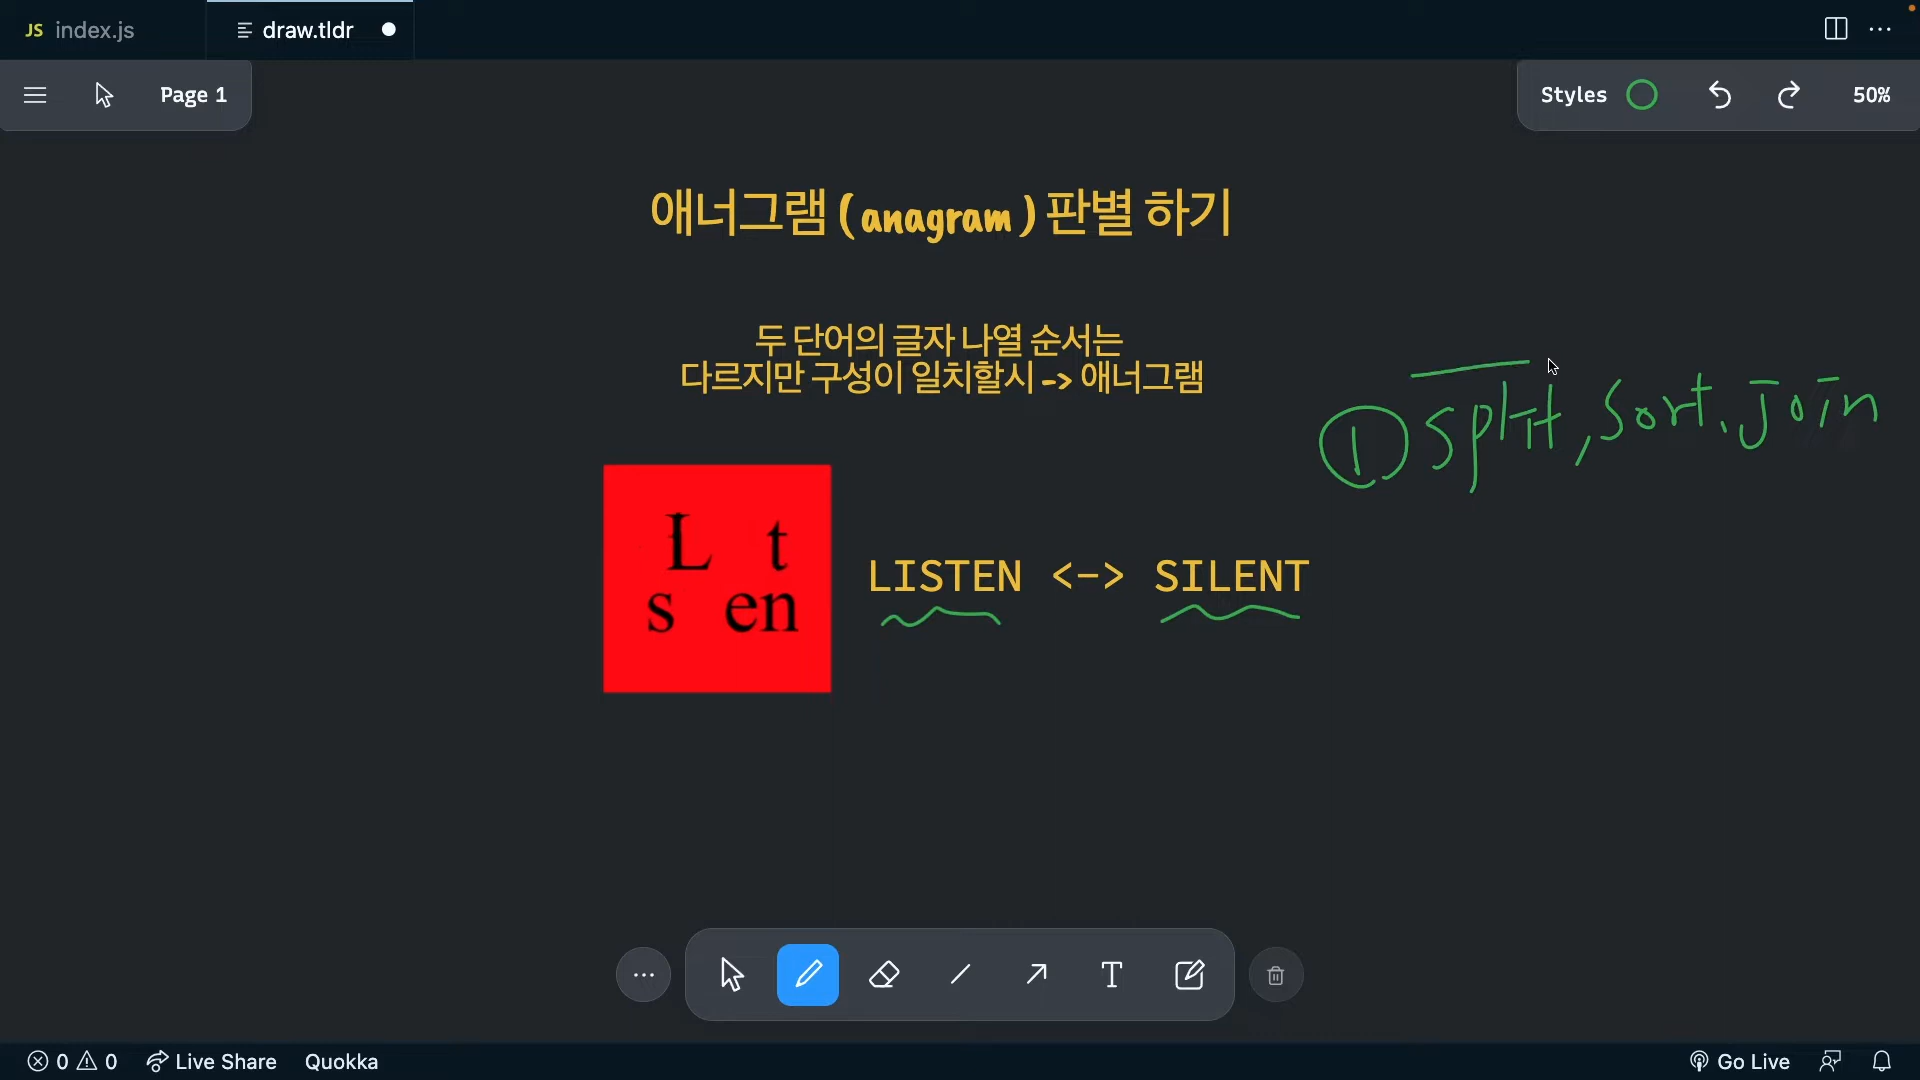 JS index.js
draw.tldr
Page 1
Styles
50%
애너그램 (anagram) 판별 하기
두 단어의 글자 나열 순서는
다르지만 구성이 일치할시 -> 애너그램
① split, sort, join
L t
s en
LISTEN <-> SILENT
T
0 0 Live Share Quokka
Go Live